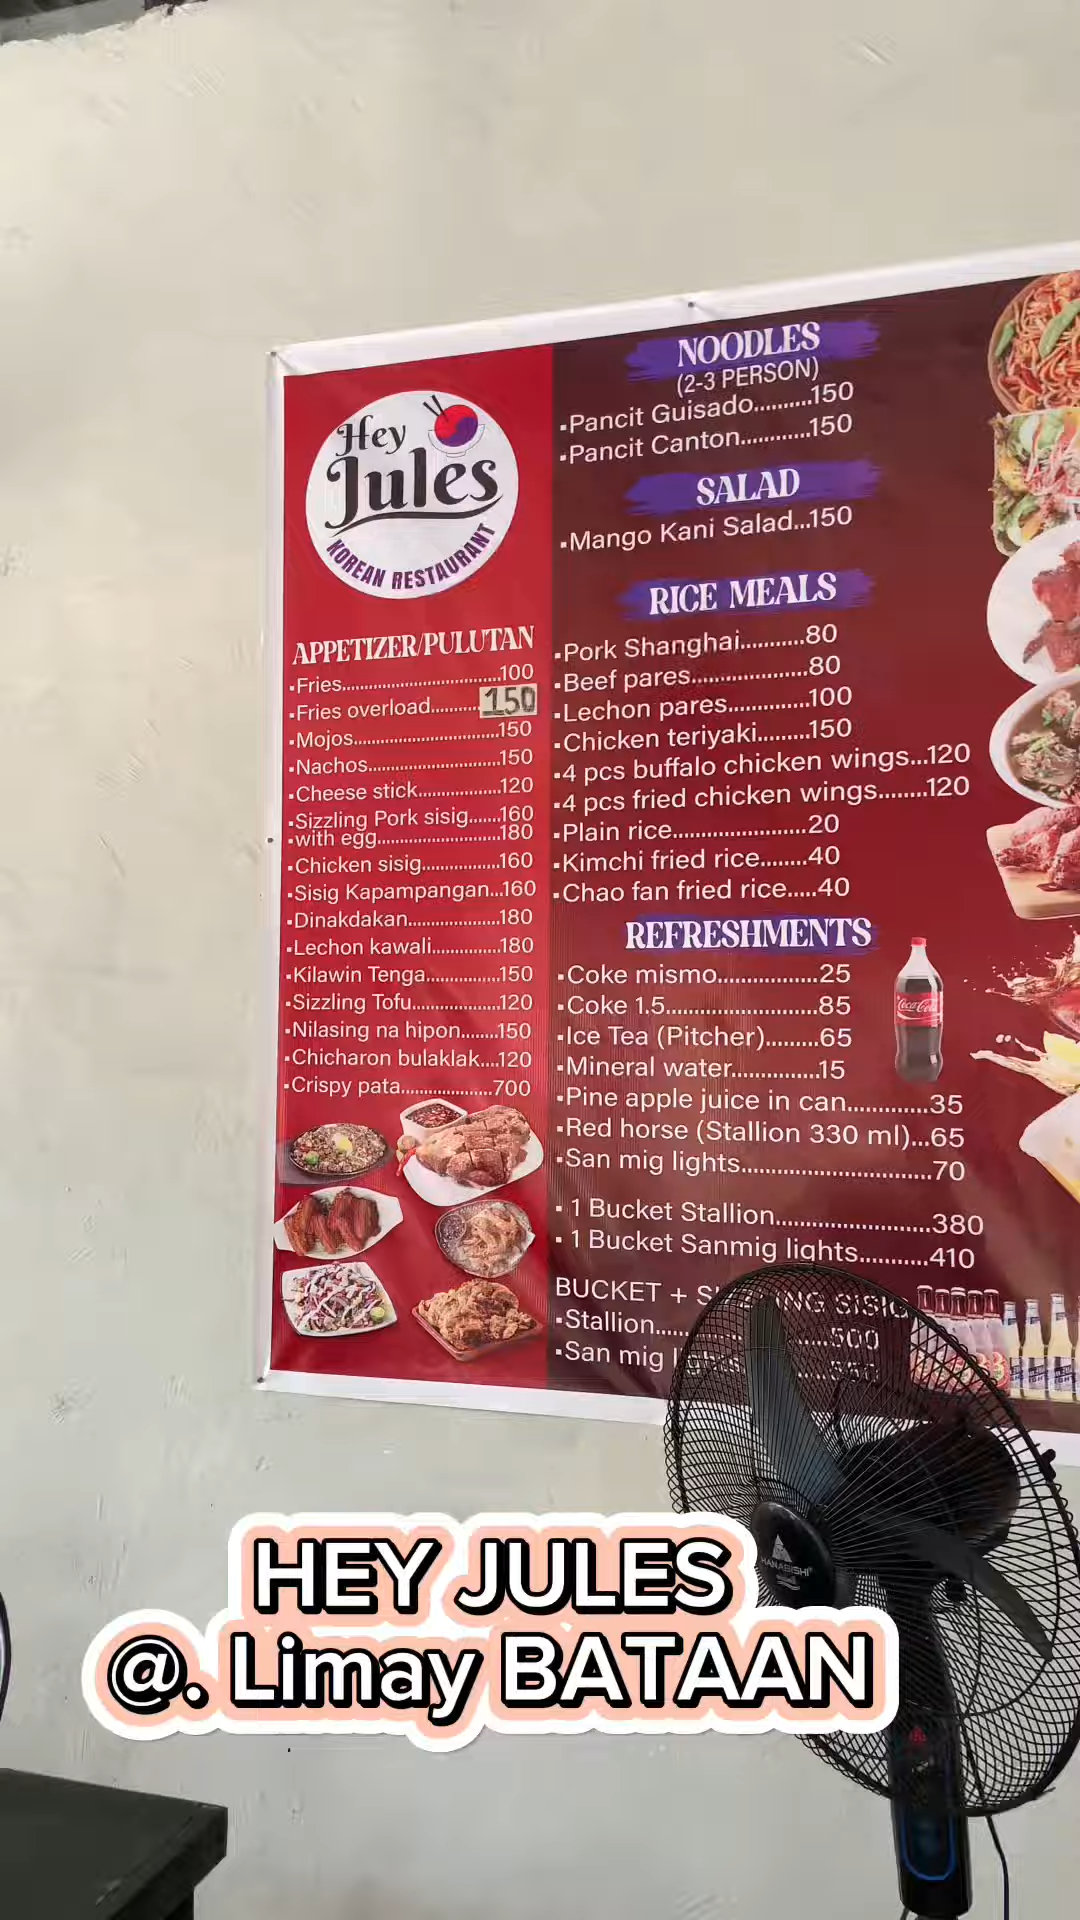 Hey
Jules
KOREAN RESTAURANT
APPETIZER/PULUTAN
▪Fries......................................100
▪Fries overload..........150
▪Mojos...................................150
▪Nachos................................150
▪Cheese stick....................120
▪Sizzling Pork sisig.......160
▪with egg..............................180
▪Chicken sisig...................160
▪Sisig Kapampangan...160
▪Dinakdakan......................180
▪Lechon kawali.................180
▪Kilawin Tenga..................150
▪Sizzling Tofu.....................120
▪Nilasing na hipon........150
▪Chicharon bulaklak....120
▪Crispy pata......................700
NOODLES
(2-3 PERSON)
▪Pancit Guisado..........150
▪Pancit Canton............150
SALAD
▪Mango Kani Salad...150
RICE MEALS
▪Pork Shanghai...........80
▪Beef pares.....................80
▪Lechon pares..............100
▪Chicken teriyaki.........150
▪4 pcs buffalo chicken wings...120
▪4 pcs fried chicken wings........120
▪Plain rice.......................20
▪Kimchi fried rice........40
▪Chao fan fried rice.....40
REFRESHMENTS
▪Coke mismo.................25
▪Coke 1.5..........................85
▪Ice Tea (Pitcher).........65
▪Mineral water...............15
▪Pine apple juice in can.............35
▪Red horse (Stallion 330 ml)...65
▪San mig lights...............................70
▪ 1 Bucket Stallion.........................380
▪ 1 Bucket Sanmig lights...........410
BUCKET + SIZZLING SISIG
▪Stallion...........500
▪San mig lights.....550
Coca-Cola
HANABISHI
HEY JULES
@. Limay BATAAN